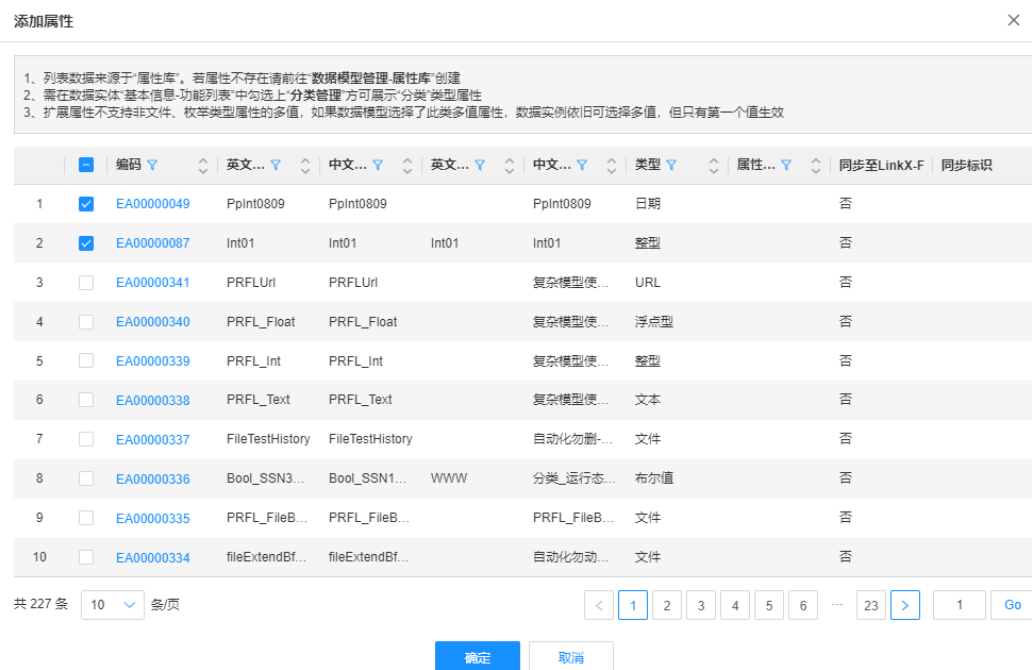 添加属性
1、列表数据来源于“属性库”。若属性不存在请前往“数据模型管理-属性库”创建
2、需在数据实体“基本信息-功能列表”中勾选上“分类管理”方可展示“分类”类型属性
3、扩展属性不支持非文件、枚举类型属性的多值，如果数据模型选择了此类多值属性，数据实例依旧可选择多值，但只有第一个值生效
编码 英文... 中文... 英文... 中文... 类型 属性... 同步至LinkX-F 同步标识
1 EA00000049 PpInt0809 PpInt0809 PpInt0809 日期 否
2 EA00000087 Int01 Int01 Int01 Int01 整型 否
3 EA00000341 PRFLUrl PRFLUrl 复杂模型使... URL 否
4 EA00000340 PRFL_Float PRFL_Float 复杂模型使... 浮点型 否
5 EA00000339 PRFL_Int PRFL_Int 复杂模型使... 整型 否
6 EA00000338 PRFL_Text PRFL_Text 复杂模型使... 文本 否
7 EA00000337 FileTestHistory FileTestHistory 自动化勿删-... 文件 否
8 EA00000336 Bool_SSN3... Bool_SSN1... WWW 分类_运行态... 布尔值 否
9 EA00000335 PRFL_FileB... PRFL_FileB... PRFL_FileB... 文件 否
10 EA00000334 fileExtendBf... fileExtendBf... 自动化勿动... 文件 否
共 227 条 10 条/页 < 1 2 3 4 5 6 ··· 23 > 1 Go
确定 取消